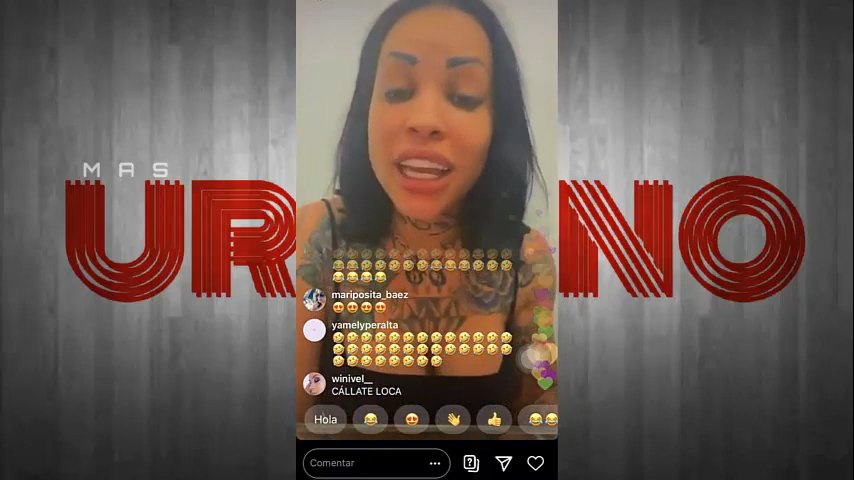 MAS
UR NO
mariposita_baez
yamelyperalta
winivel__
CÁLLATE LOCA
Hola
Comentar